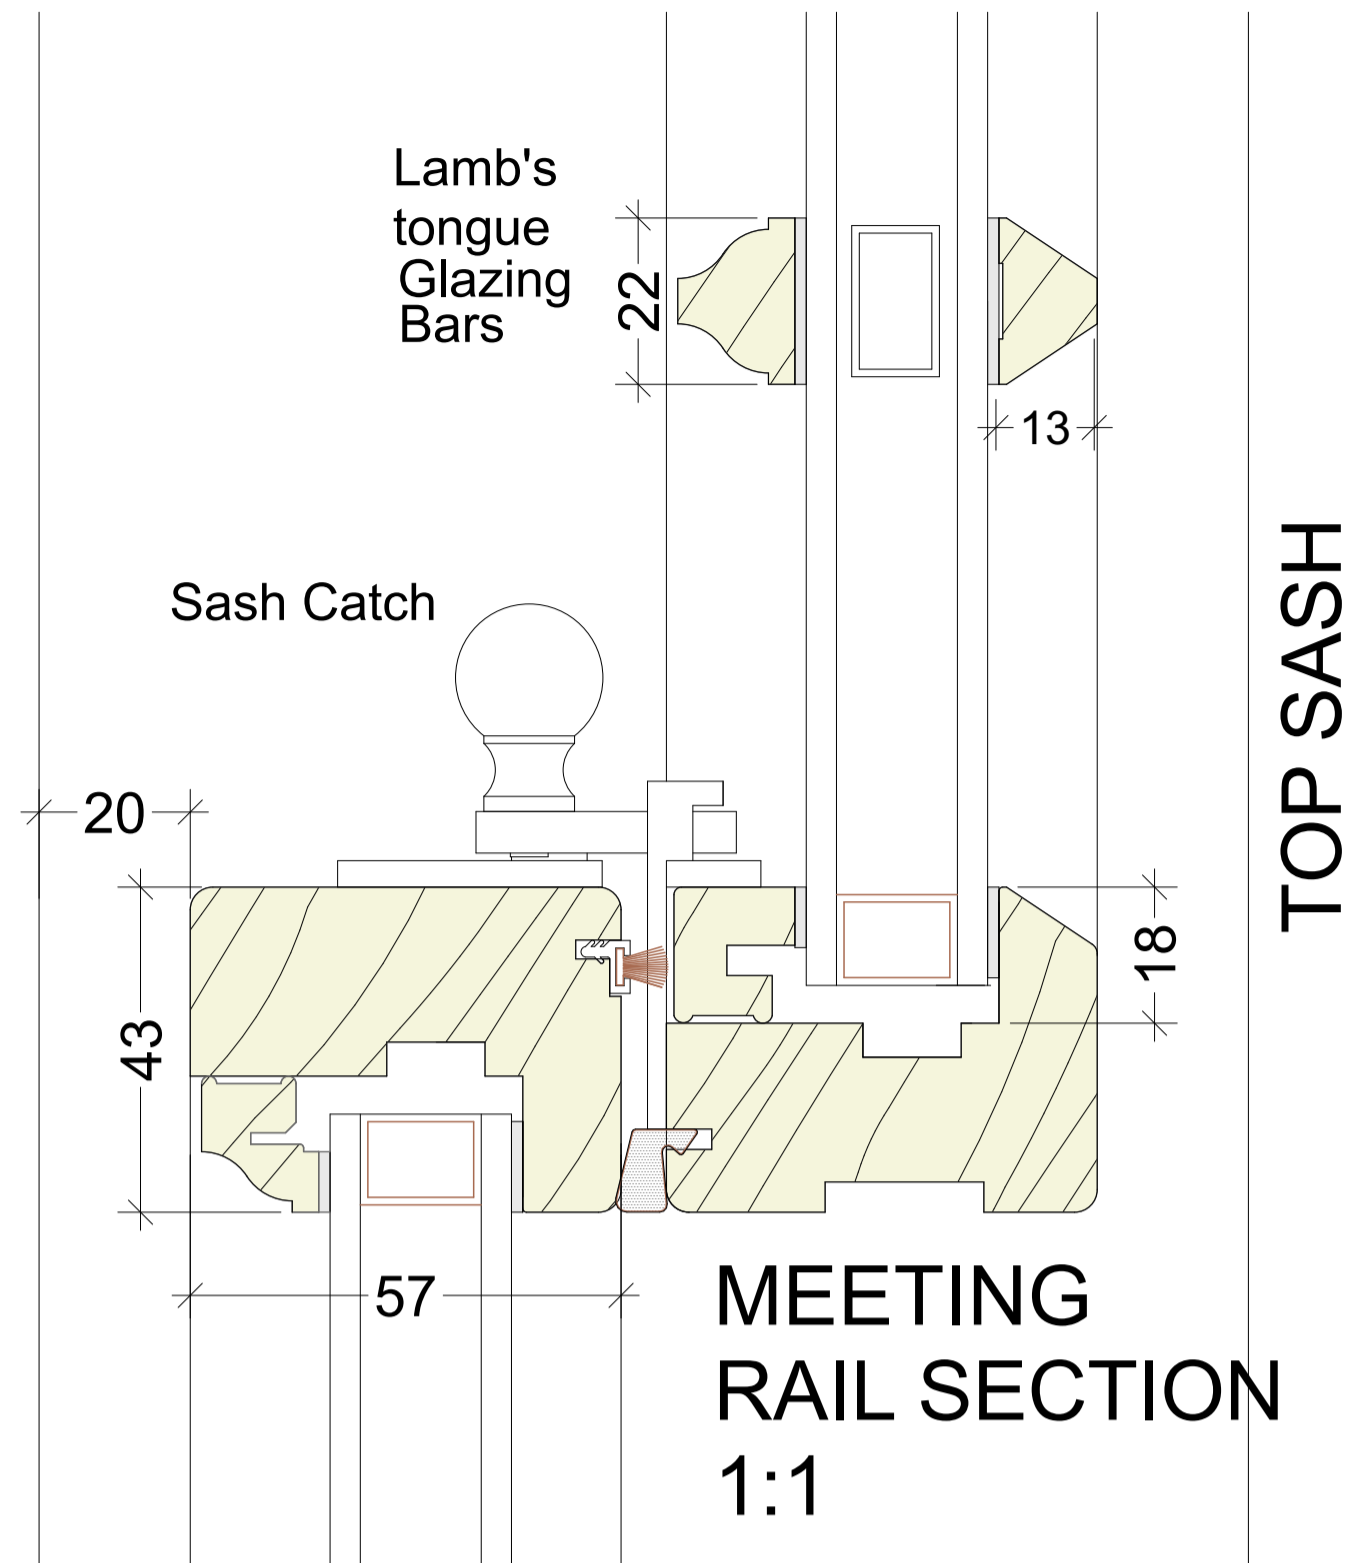 Lamb's
tongue
Glazing
Bars
22
13
Sash Catch
TOP SASH
20
18
43
57
MEETING
RAIL SECTION
1:1